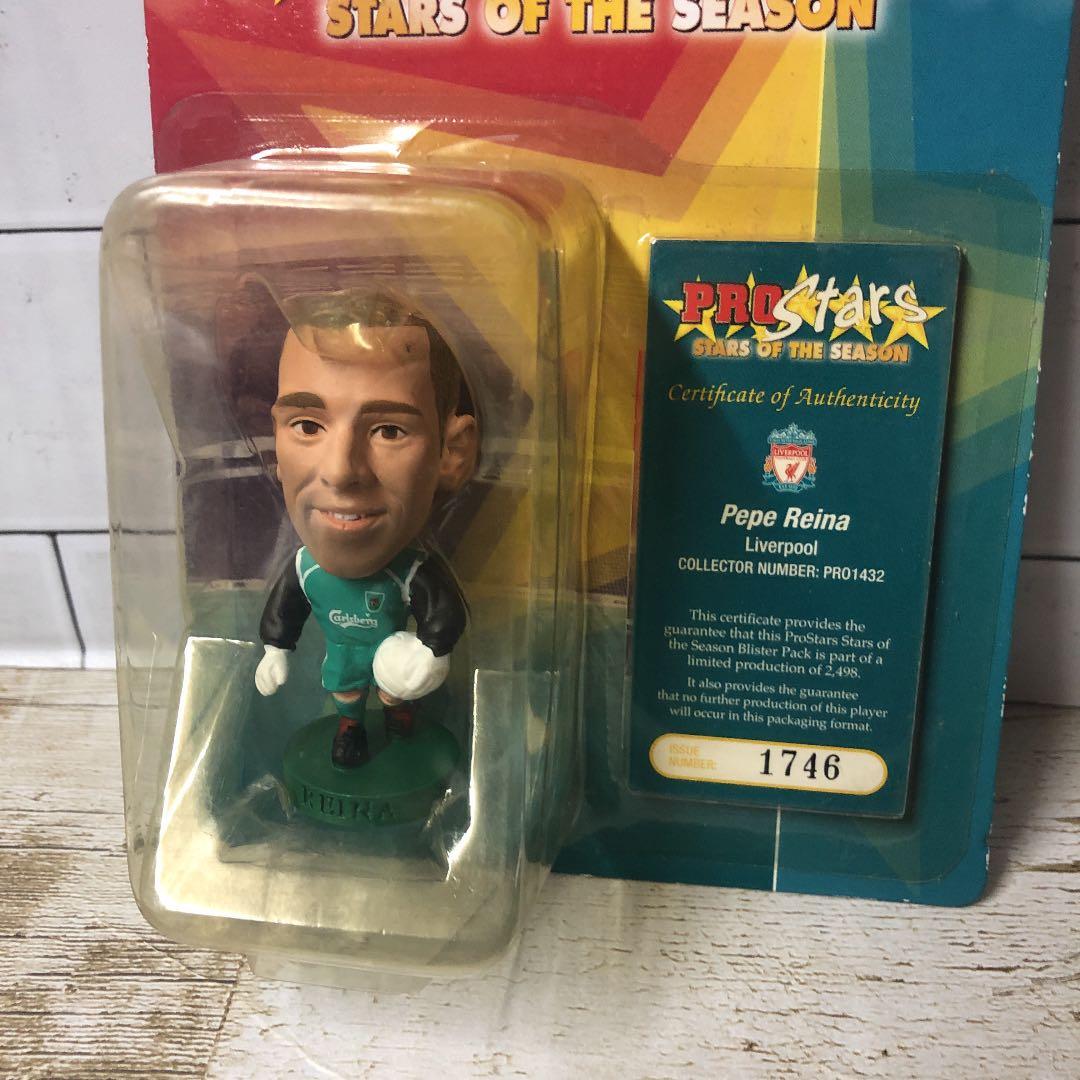 STARS OF THE SEASON
PROStars
STARS OF THE SEASON
Certificate of Authenticity
LIVERPOOL
Pepe Reina
Liverpool
COLLECTOR NUMBER: PRO1432
This certificate provides the
guarantee that this ProStars Stars of
the Season Blister Pack is part of a
limited production of 2,498.
It also provides the guarantee
that no further production of this player
will occur in this packaging format.
ISSUE
NUMBER: 1746
Carlsberg
REINA